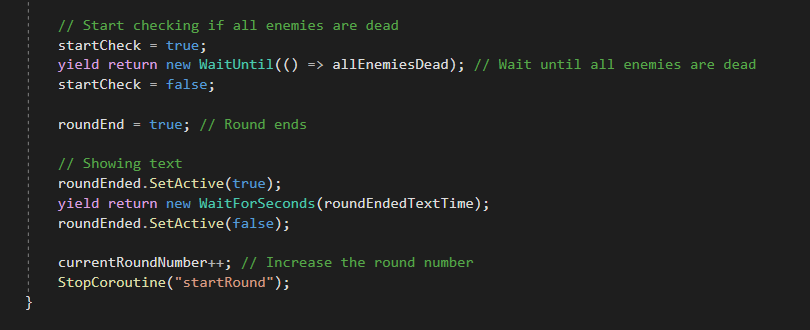 // Start checking if all enemies are dead
startCheck = true;
yield return new WaitUntil(() => allEnemiesDead); // Wait until all enemies are dead
startCheck = false;
roundEnd = true; // Round ends
// Showing text
roundEnded.SetActive(true);
yield return new WaitForSeconds(roundEndedTextTime);
roundEnded.SetActive(false);
currentRoundNumber++; // Increase the round number
StopCoroutine("startRound");
}